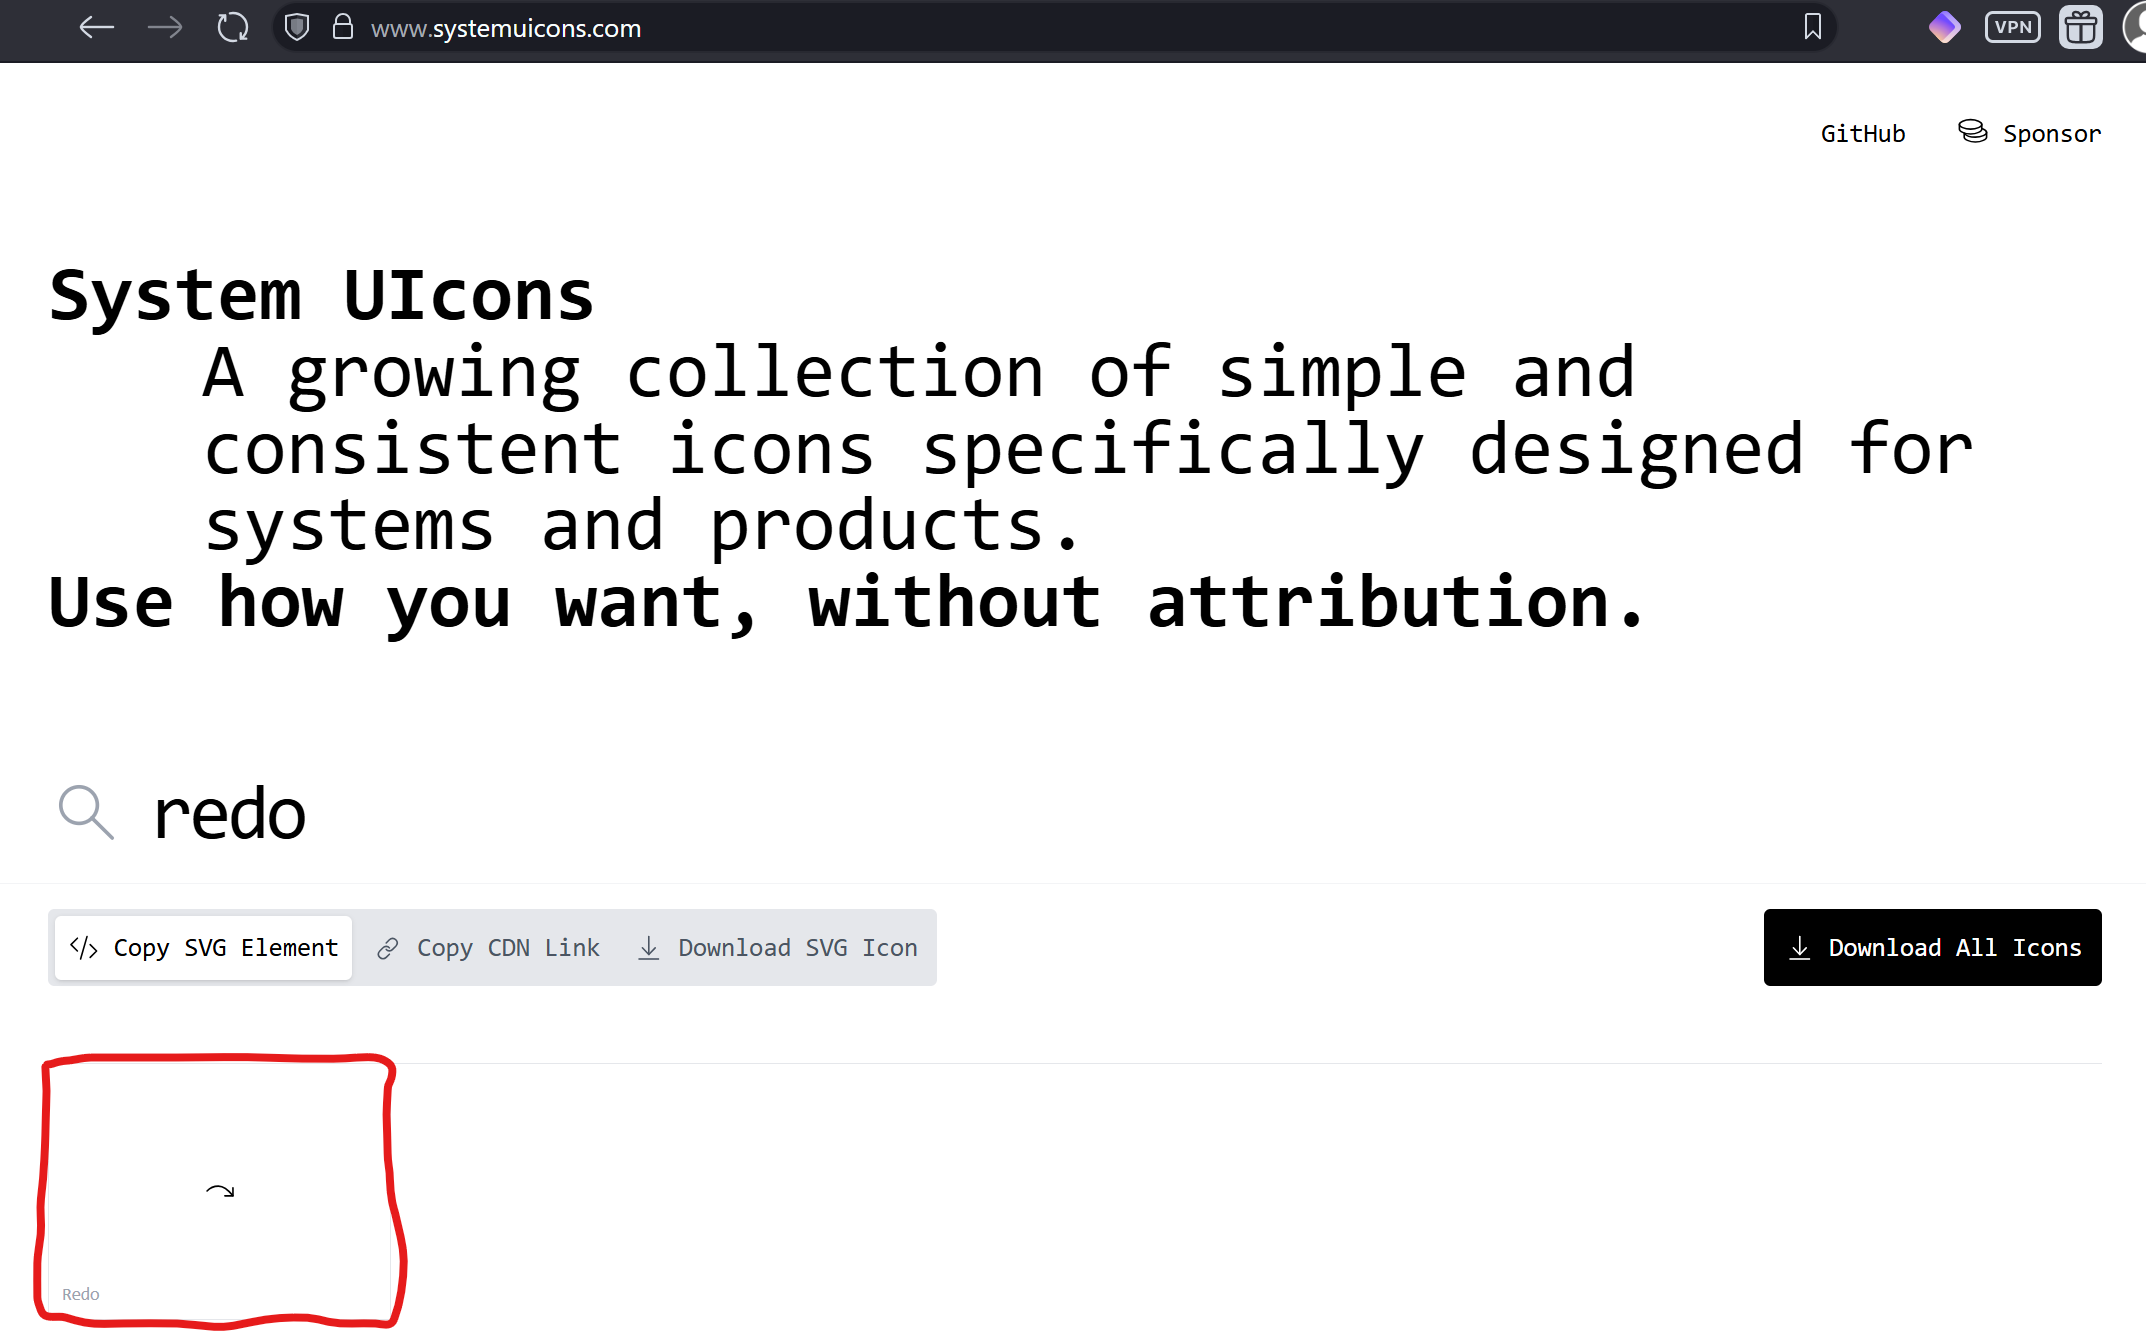 www.systemuicons.com
VPN
GitHub
Sponsor
System UIcons
A growing collection of simple and
consistent icons specifically designed for
systems and products.
Use how you want, without attribution.
redo
</> Copy SVG Element
Copy CDN Link
Download SVG Icon
Download All Icons
Redo